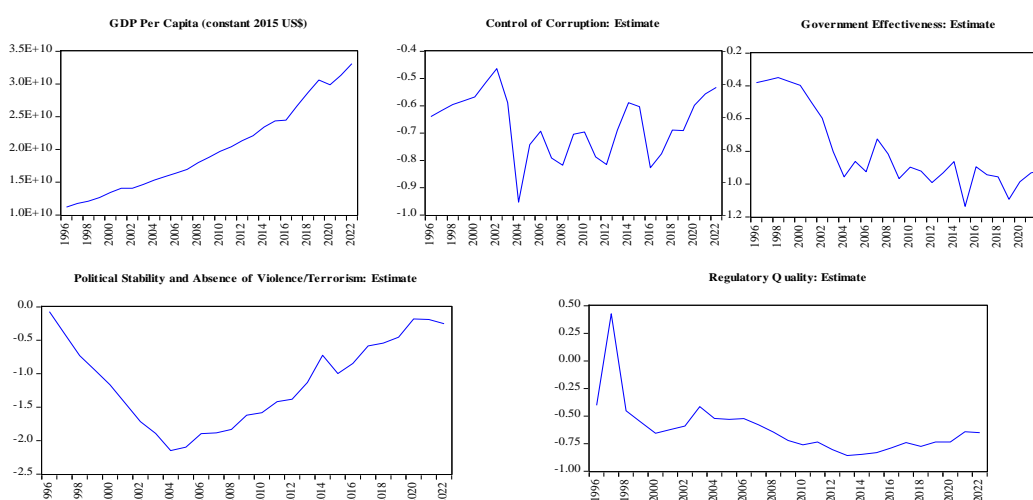 GDP Per Capita (constant 2015 US$)
3.5E+10
3.0E+10
2.5E+10
2.0E+10
1.5E+10
1.0E+10
1996 1998 2000 2002 2004 2006 2008 2010 2012 2014 2016 2018 2020 2022
Control of Corruption: Estimate
-0.4
-0.5
-0.6
-0.7
-0.8
-0.9
-1.0
1996 1998 2000 2002 2004 2006 2008 2010 2012 2014 2016 2018 2020 2022
Government Effectiveness: Estimate
-0.2
-0.4
0.6
0.8
1.0
1.2
1996 1998 2000 2002 2004 2006 2008 2010 2012 2014 2016 2018 2020
Political Stability and Absence of Violence/Terrorism: Estimate
0.0
-0.5
-1.0
-1.5
-2.0
-2.5
996 998 000 002 004 006 008 010 012 014 016 018 020 022
Regulatory Quality: Estimate
0.50
0.25
0.00
-0.25
-0.50
-0.75
-1.00
1996 1998 2000 2002 2004 2006 2008 2010 2012 2014 2016 2018 2020 2022